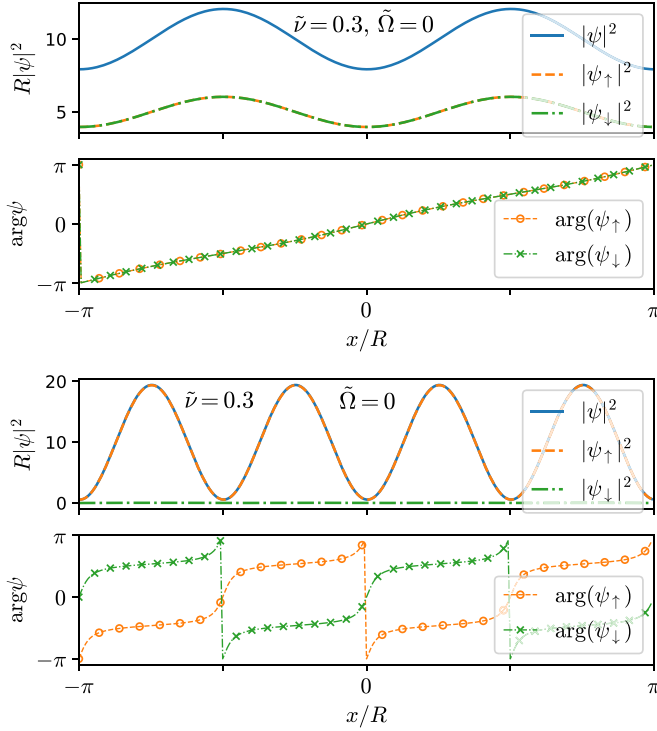 ν̃ = 0.3, Ω̃ = 0
10
5
R|ψ|²
|ψ|²
|ψ↑|²
|ψ↓|²
π
0
−π
argψ
arg(ψ↑)
arg(ψ↓)
−π 0 π
x/R
20
10
0
R|ψ|²
ν̃ = 0.3 Ω̃ = 0
|ψ|²
|ψ↑|²
|ψ↓|²
π
0
−π
argψ
arg(ψ↑)
arg(ψ↓)
−π 0 π
x/R